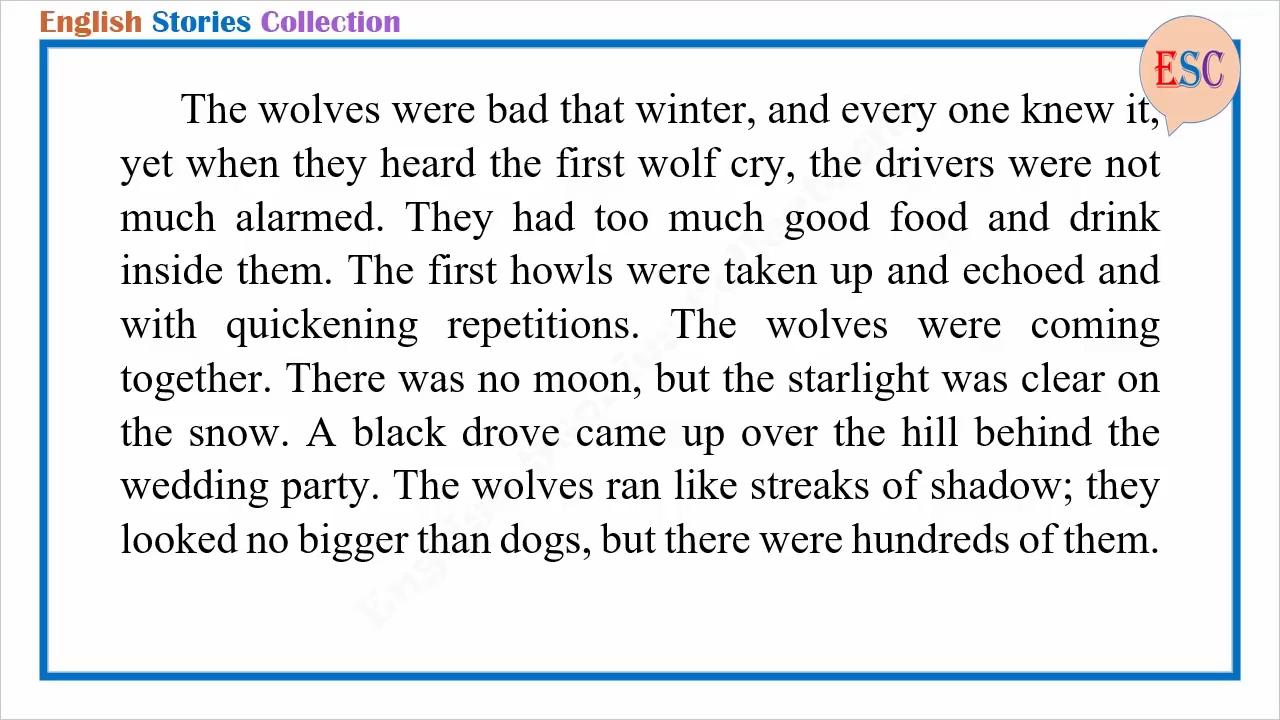 English Stories Collection
ESC
The wolves were bad that winter, and every one knew it,
yet when they heard the first wolf cry, the drivers were not
much alarmed. They had too much good food and drink
inside them. The first howls were taken up and echoed and
with quickening repetitions. The wolves were coming
together. There was no moon, but the starlight was clear on
the snow. A black drove came up over the hill behind the
wedding party. The wolves ran like streaks of shadow; they
looked no bigger than dogs, but there were hundreds of them.